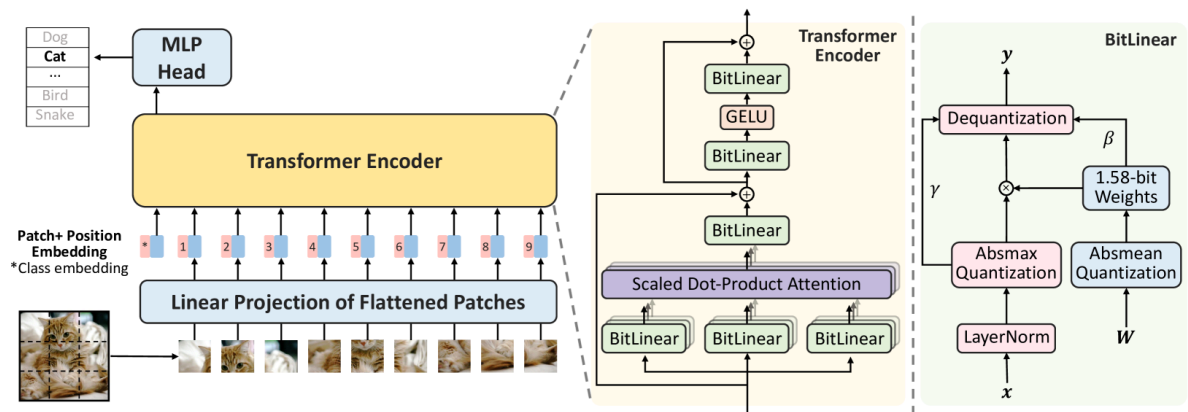 Dog
Cat
...
Bird
Snake
MLP
Head
Transformer Encoder
Patch+ Position
Embedding
*Class embedding
* 1 2 3 4 5 6 7 8 9
Linear Projection of Flattened Patches
Transformer
Encoder
BitLinear
GELU
BitLinear
BitLinear
Scaled Dot-Product Attention
BitLinear BitLinear BitLinear
BitLinear
y
Dequantization
β
1.58-bit
Weights
γ
Absmax
Quantization
Absmean
Quantization
LayerNorm
W
x